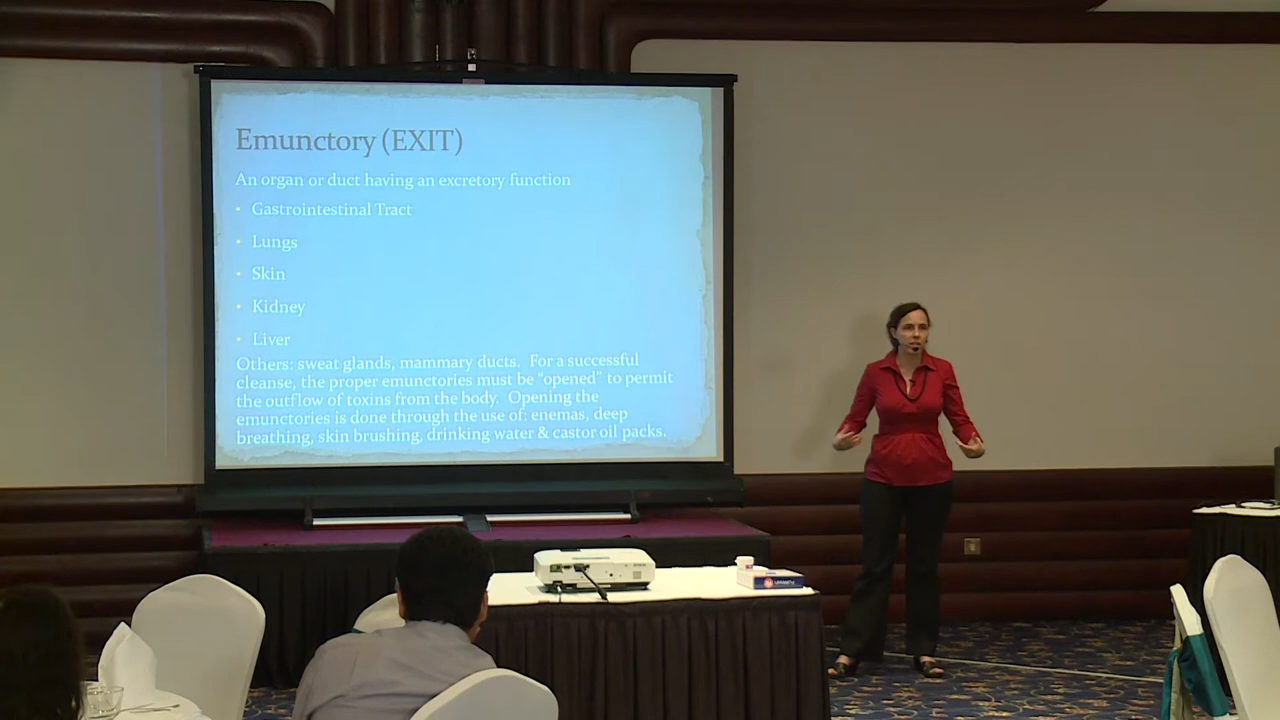 Emunctory (EXIT)
An organ or duct having an excretory function
• Gastrointestinal Tract
• Lungs
• Skin
• Kidney
• Liver
Others: sweat glands, mammary ducts. For a successful
cleanse, the proper emunctories must be “opened” to permit
the outflow of toxins from the body. Opening the
emunctories is done through the use of: enemas, deep
breathing, skin brushing, drinking water & castor oil packs.